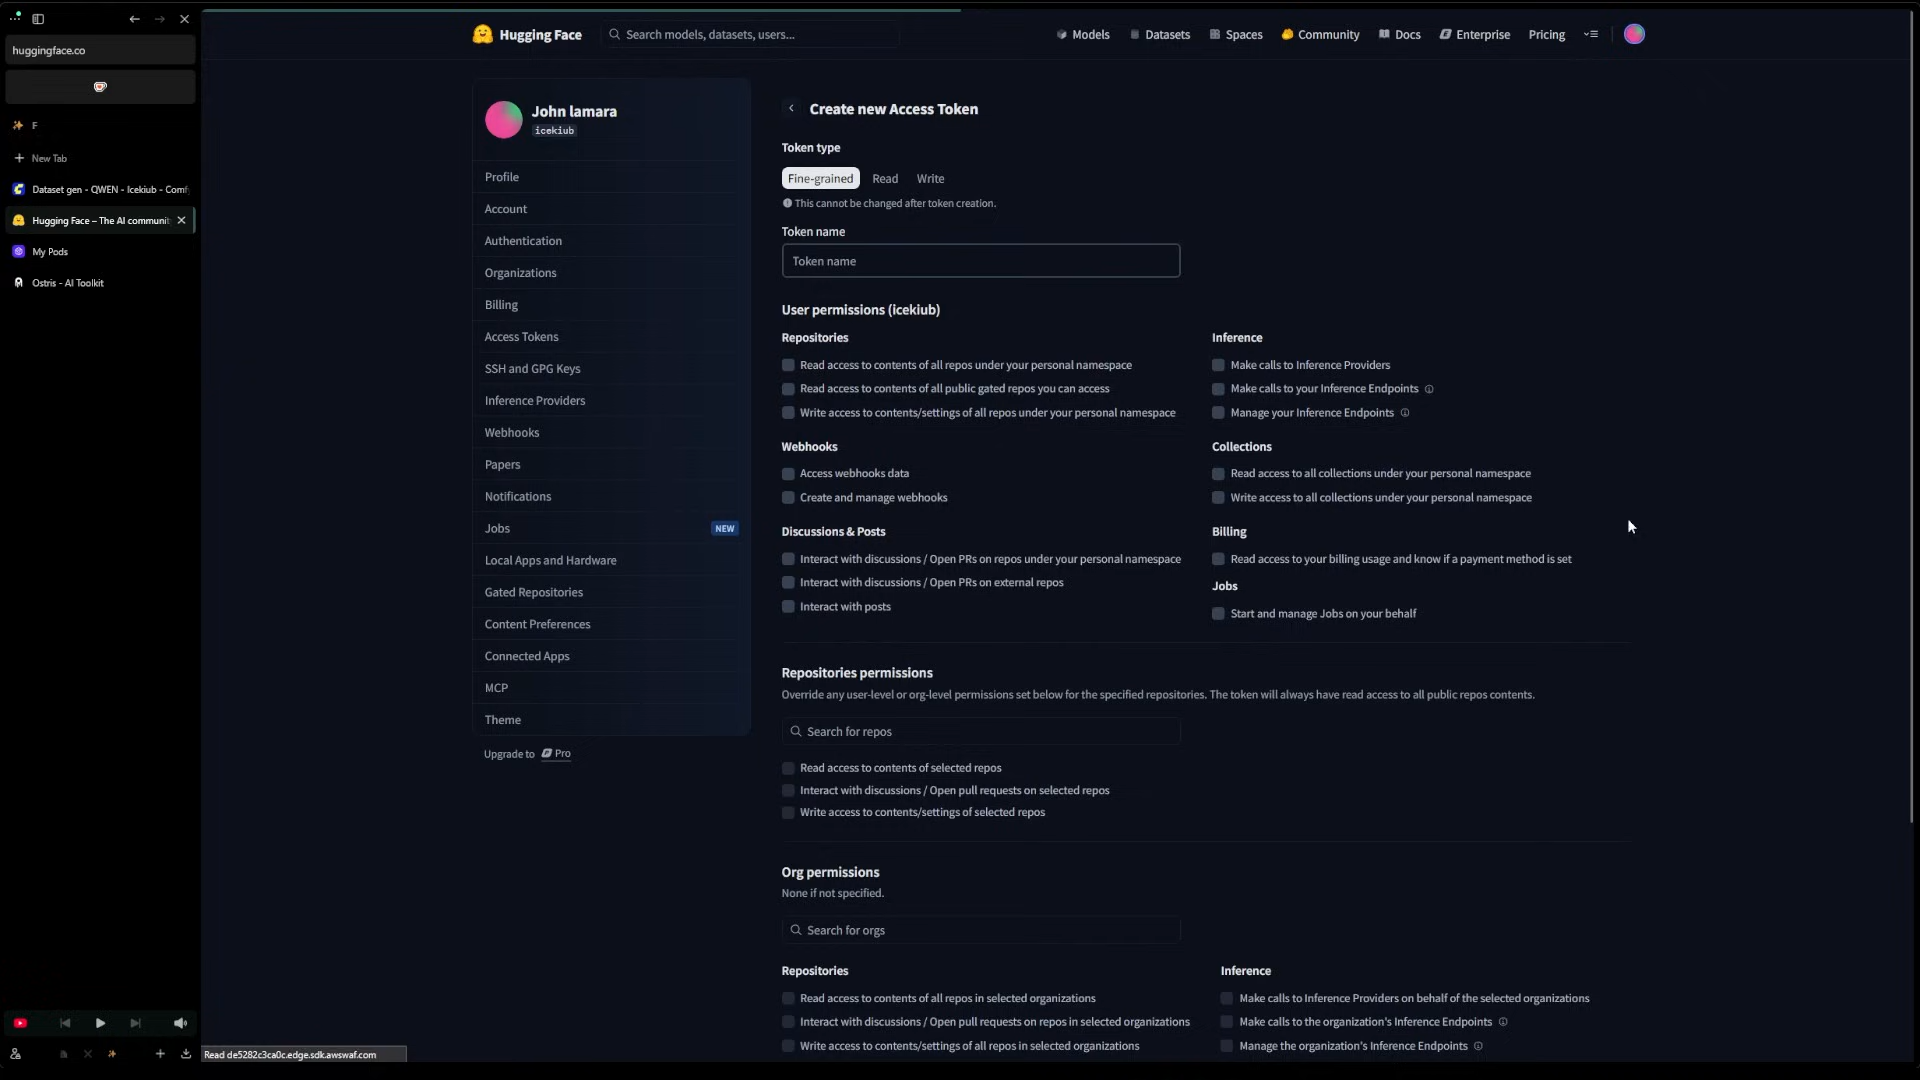 huggingface.co
F
New Tab
Dataset gen - QWEN - Icekiub - Comf
Hugging Face – The AI communit
My Pods
Ostris - AI Toolkit
Read de5282c3ca0c.edge.sdk.awswaf.com
Hugging Face
Search models, datasets, users...
Models
Datasets
Spaces
Community
Docs
Enterprise
Pricing
John lamara
icekiub
Profile
Account
Authentication
Organizations
Billing
Access Tokens
SSH and GPG Keys
Inference Providers
Webhooks
Papers
Notifications
Jobs NEW
Local Apps and Hardware
Gated Repositories
Content Preferences
Connected Apps
MCP
Theme
Upgrade to Pro
Create new Access Token
Token type
Fine-grained Read Write
This cannot be changed after token creation.
Token name
Token name
User permissions (icekiub)
Repositories
Read access to contents of all repos under your personal namespace
Read access to contents of all public gated repos you can access
Write access to contents/settings of all repos under your personal namespace
Inference
Make calls to Inference Providers
Make calls to your Inference Endpoints
Manage your Inference Endpoints
Webhooks
Access webhooks data
Create and manage webhooks
Collections
Read access to all collections under your personal namespace
Write access to all collections under your personal namespace
Discussions & Posts
Interact with discussions / Open PRs on repos under your personal namespace
Interact with discussions / Open PRs on external repos
Interact with posts
Billing
Read access to your billing usage and know if a payment method is set
Jobs
Start and manage Jobs on your behalf
Repositories permissions
Override any user-level or org-level permissions set below for the specified repositories. The token will always have read access to all public repos contents.
Search for repos
Read access to contents of selected repos
Interact with discussions / Open pull requests on selected repos
Write access to contents/settings of selected repos
Org permissions
None if not specified.
Search for orgs
Repositories
Read access to contents of all repos in selected organizations
Interact with discussions / Open pull requests on repos in selected organizations
Write access to contents/settings of all repos in selected organizations
Inference
Make calls to Inference Providers on behalf of the selected organizations
Make calls to the organization's Inference Endpoints
Manage the organization's Inference Endpoints